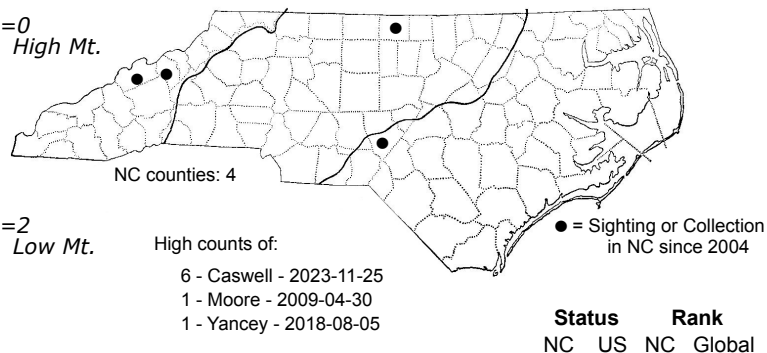 =0
High Mt.
NC counties: 4
=2
Low Mt.
High counts of:
6 - Caswell - 2023-11-25
1 - Moore - 2009-04-30
1 - Yancey - 2018-08-05
● = Sighting or Collection
in NC since 2004
Status Rank
NC US NC Global